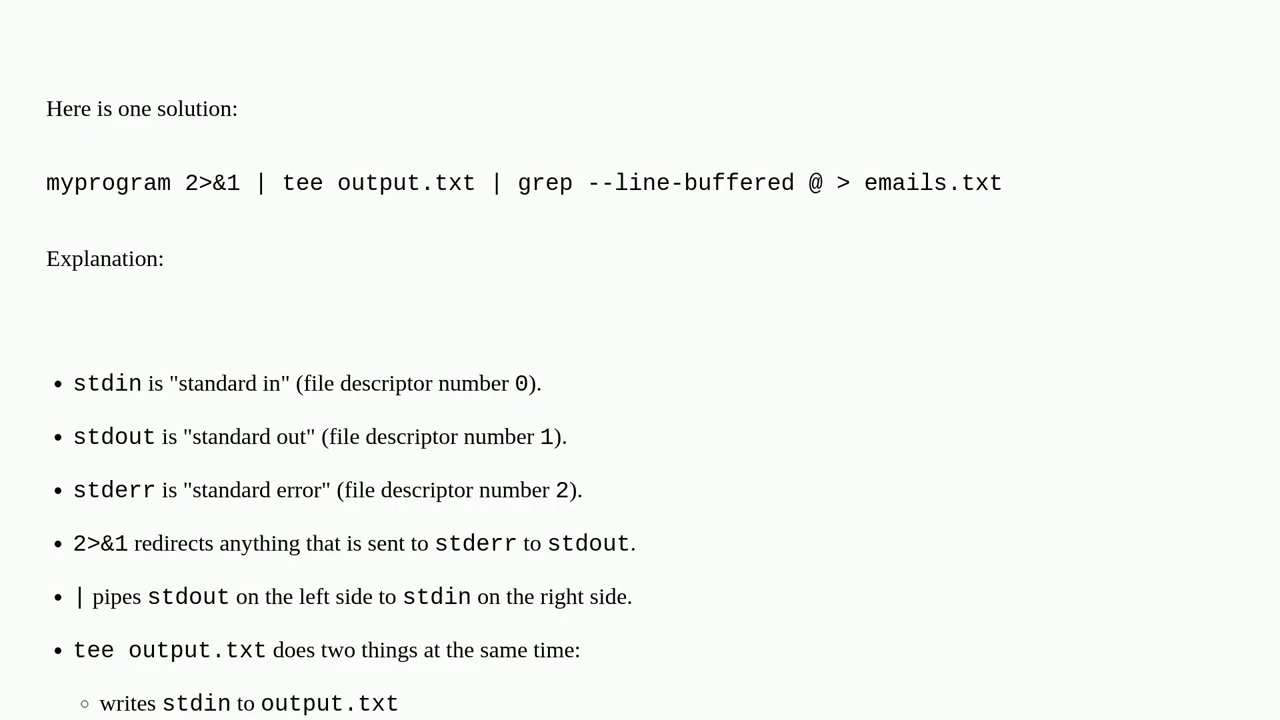 Here is one solution:
myprogram 2>&1 | tee output.txt | grep --line-buffered @ > emails.txt
Explanation:
• stdin is "standard in" (file descriptor number 0).
• stdout is "standard out" (file descriptor number 1).
• stderr is "standard error" (file descriptor number 2).
• 2>&1 redirects anything that is sent to stderr to stdout.
• | pipes stdout on the left side to stdin on the right side.
• tee output.txt does two things at the same time:
◦ writes stdin to output.txt